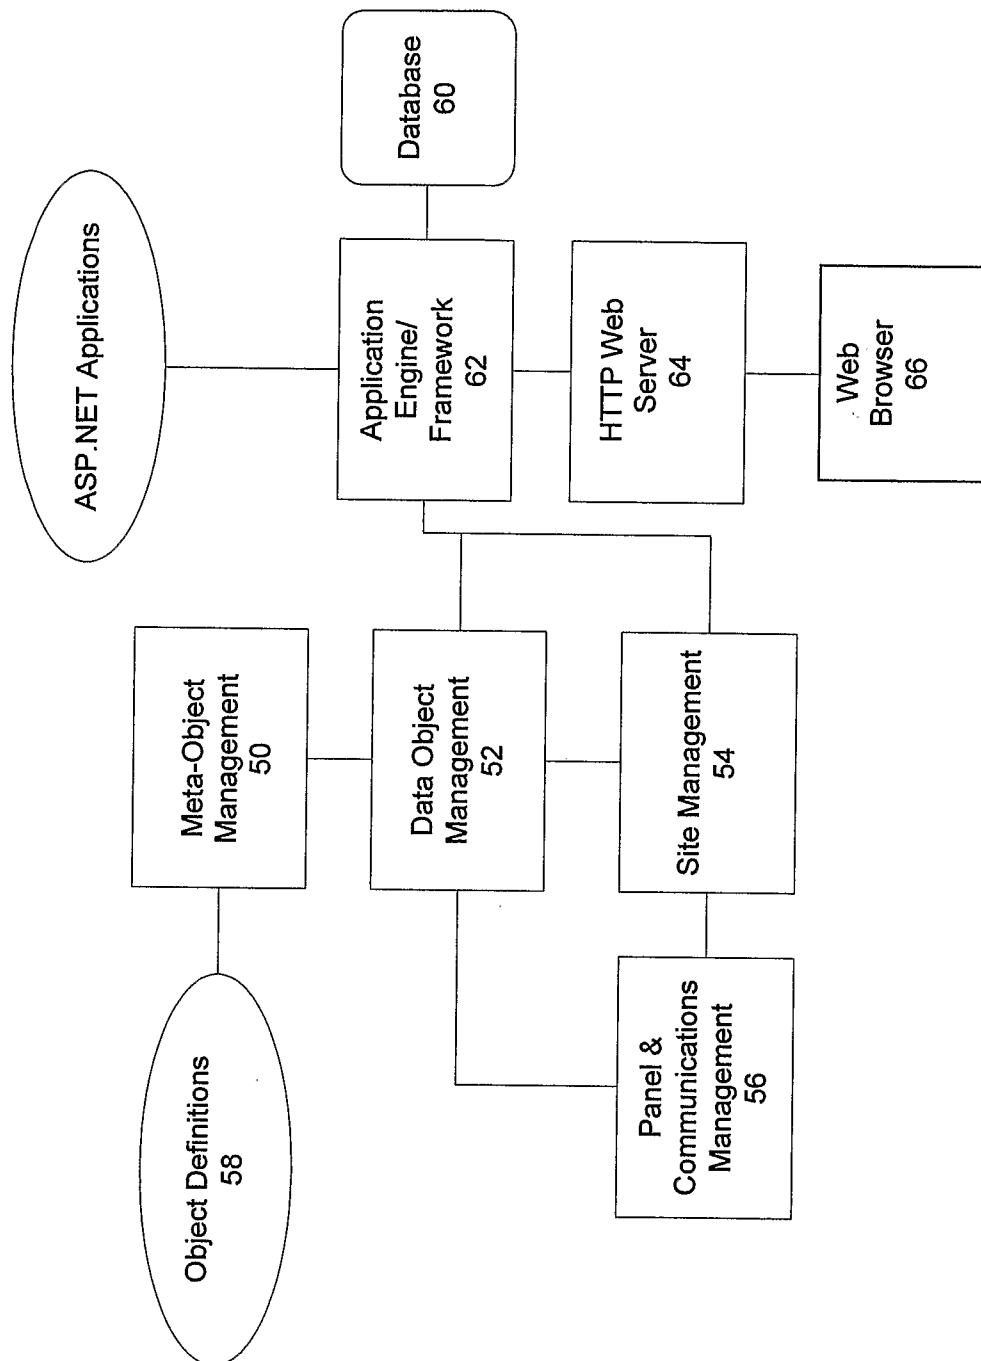 Object Definitions
58
Meta-Object
Management
50
ASP.NET Applications
Data Object
Management
52
Application
Engine/
Framework
62
Database
60
Panel &
Communications
Management
56
Site Management
54
HTTP Web
Server
64
Web
Browser
66